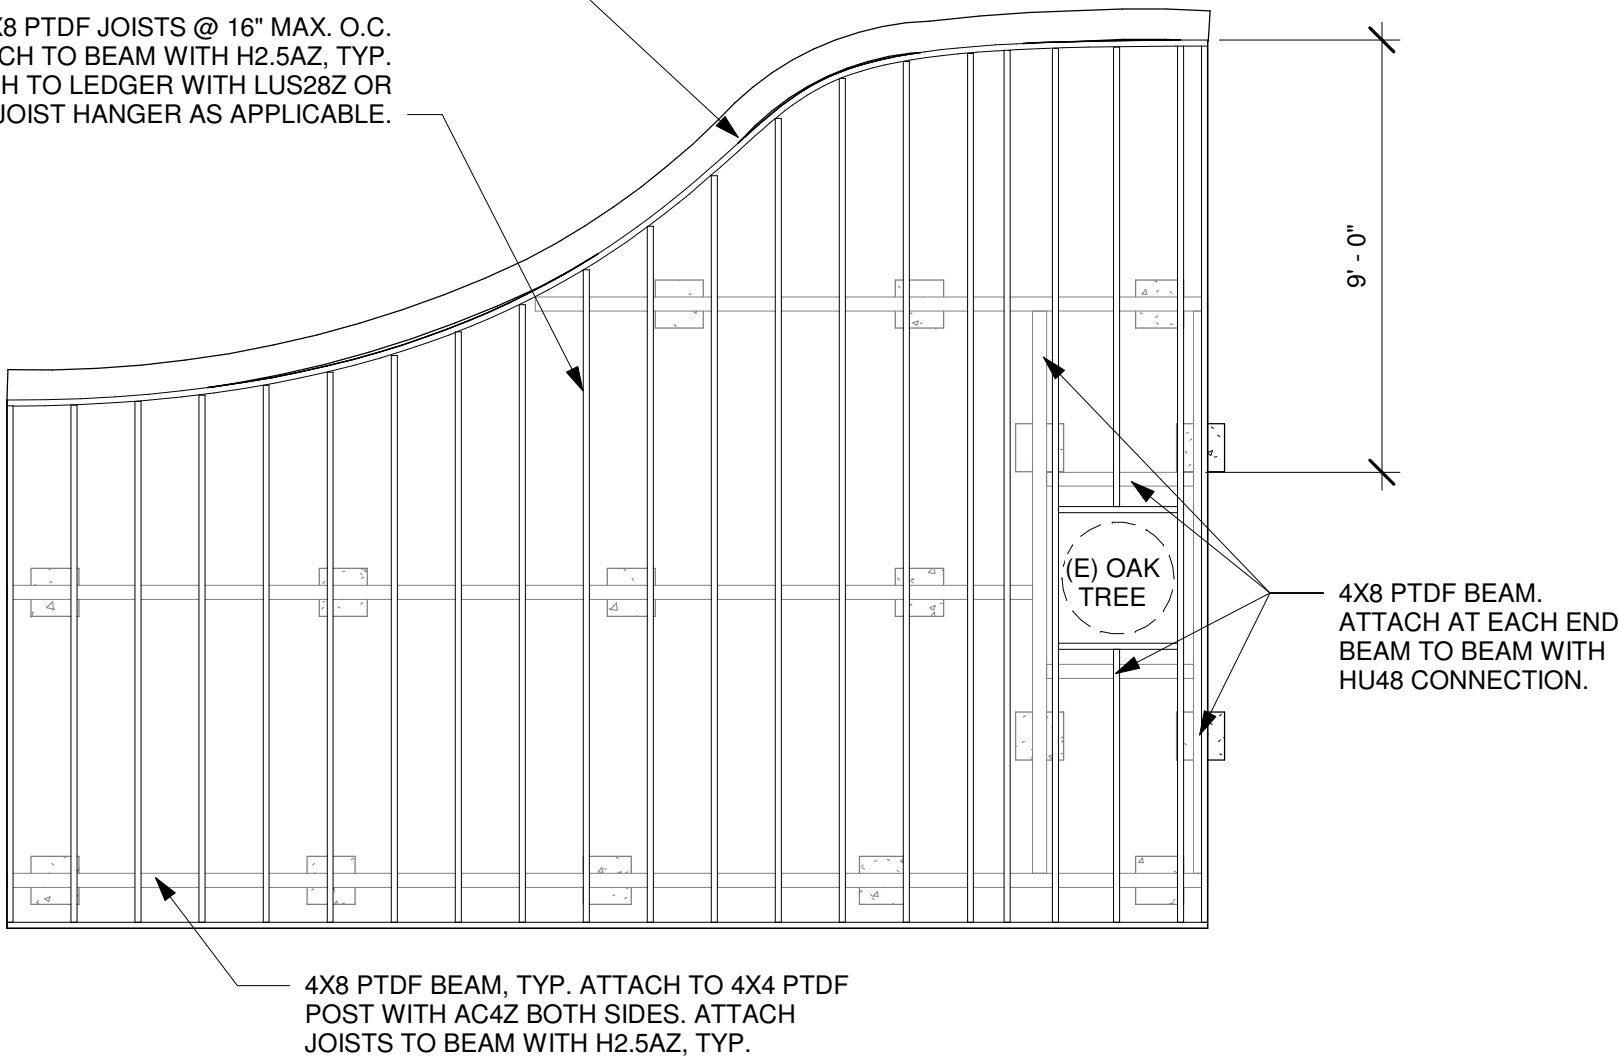 X8 PTDF JOISTS @ 16" MAX. O.C.
CH TO BEAM WITH H2.5AZ, TYP.
H TO LEDGER WITH LUS28Z OR
JOIST HANGER AS APPLICABLE.
9' - 0"
(E) OAK
TREE
4X8 PTDF BEAM.
ATTACH AT EACH END
BEAM TO BEAM WITH
HU48 CONNECTION.
4X8 PTDF BEAM, TYP. ATTACH TO 4X4 PTDF
POST WITH AC4Z BOTH SIDES. ATTACH
JOISTS TO BEAM WITH H2.5AZ, TYP.